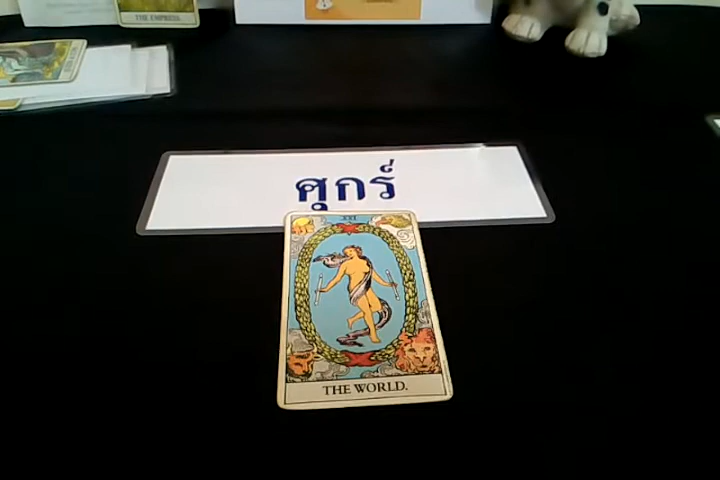 THE EMPRESS.
ศุกร์
XXI
THE WORLD.